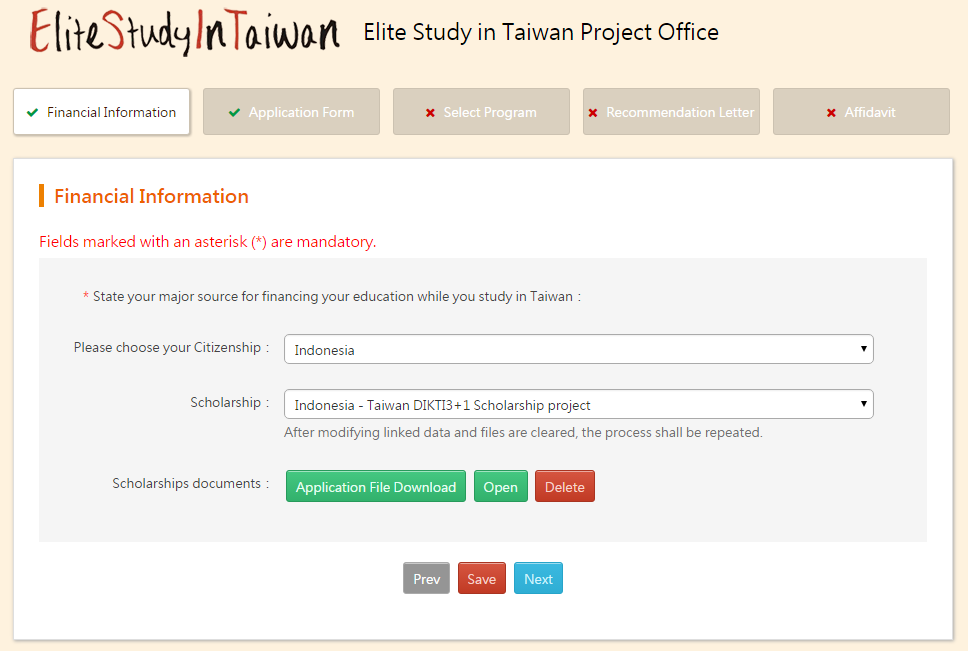 EliteStudyInTaiwan Elite Study in Taiwan Project Office
Financial Information Application Form Select Program Recommendation Letter Affidavit
Financial Information
Fields marked with an asterisk (*) are mandatory.
* State your major source for financing your education while you study in Taiwan :
Please choose your Citizenship : Indonesia
Scholarship : Indonesia - Taiwan DIKTI3+1 Scholarship project
After modifying linked data and files are cleared, the process shall be repeated.
Scholarships documents : Application File Download Open Delete
Prev Save Next